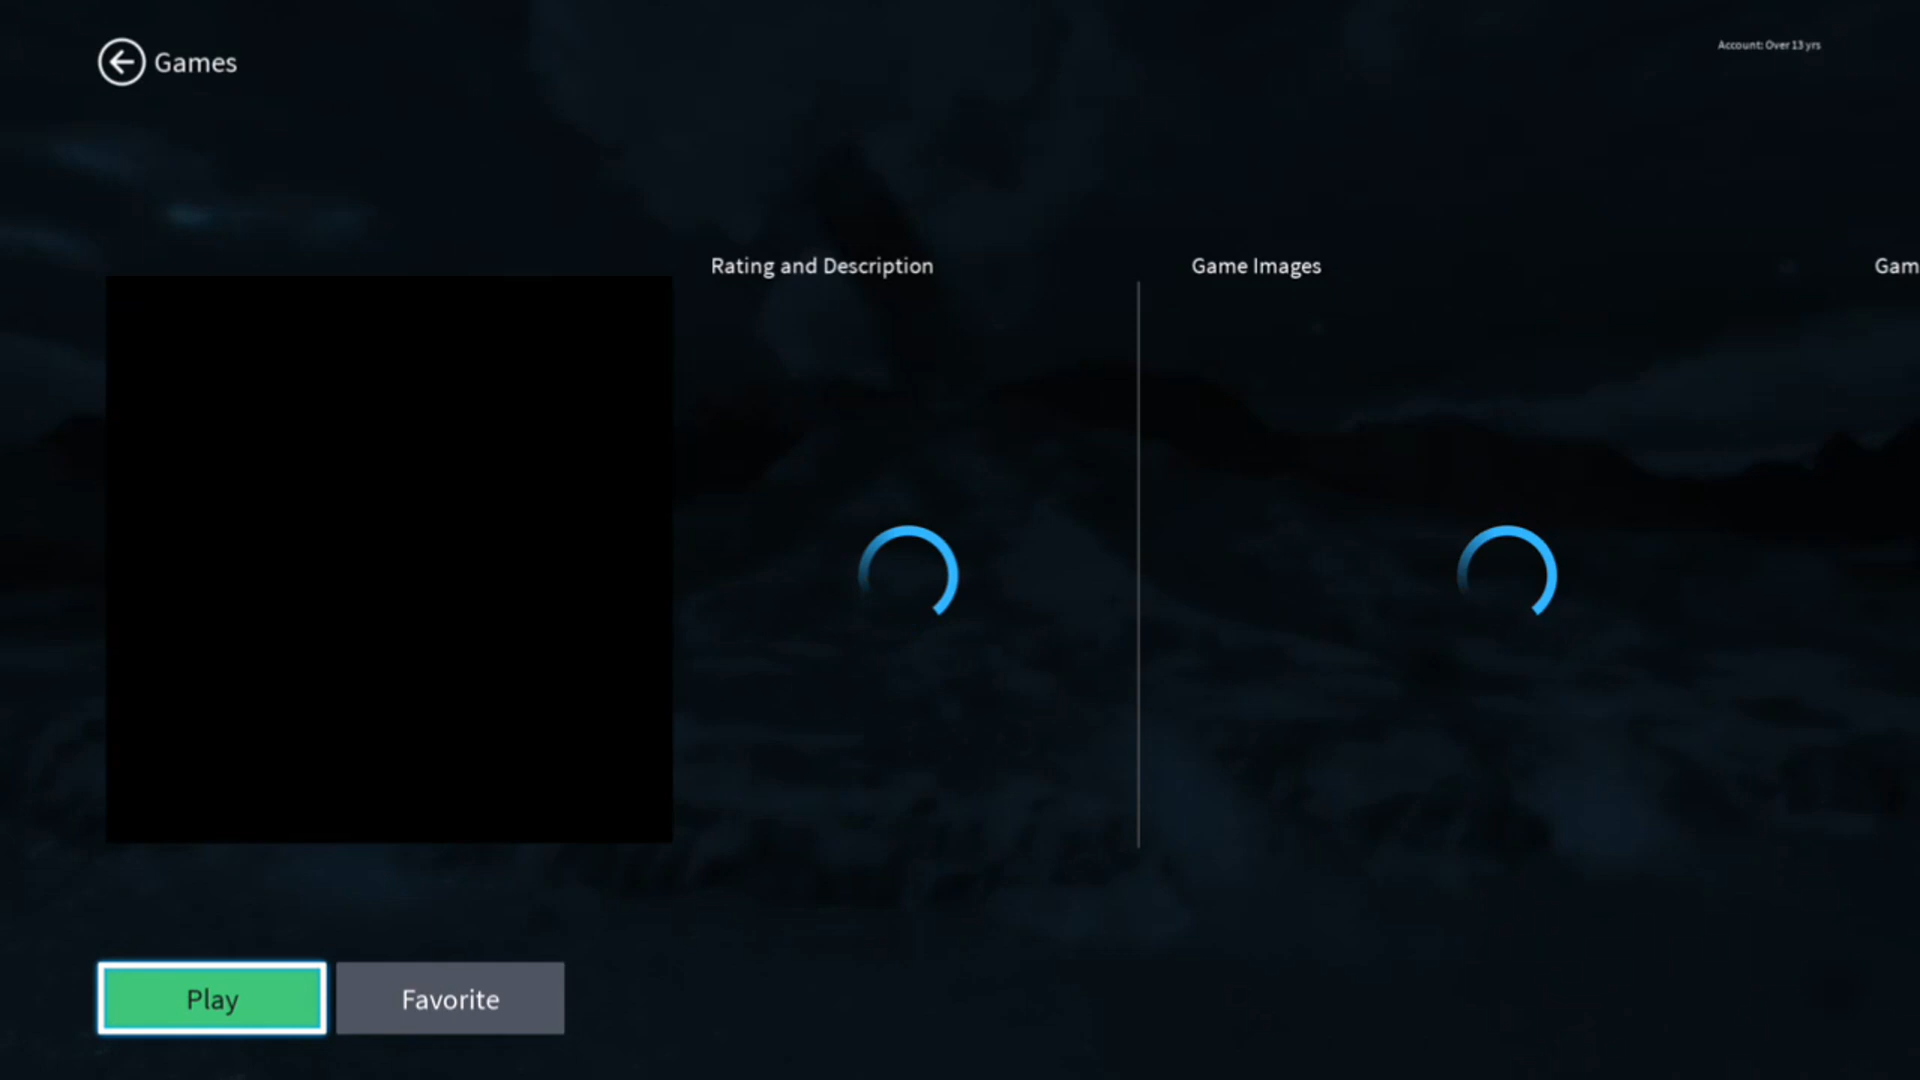 Games
Account: Over 13 yrs
Rating and Description
Game Images
Gam
Play
Favorite